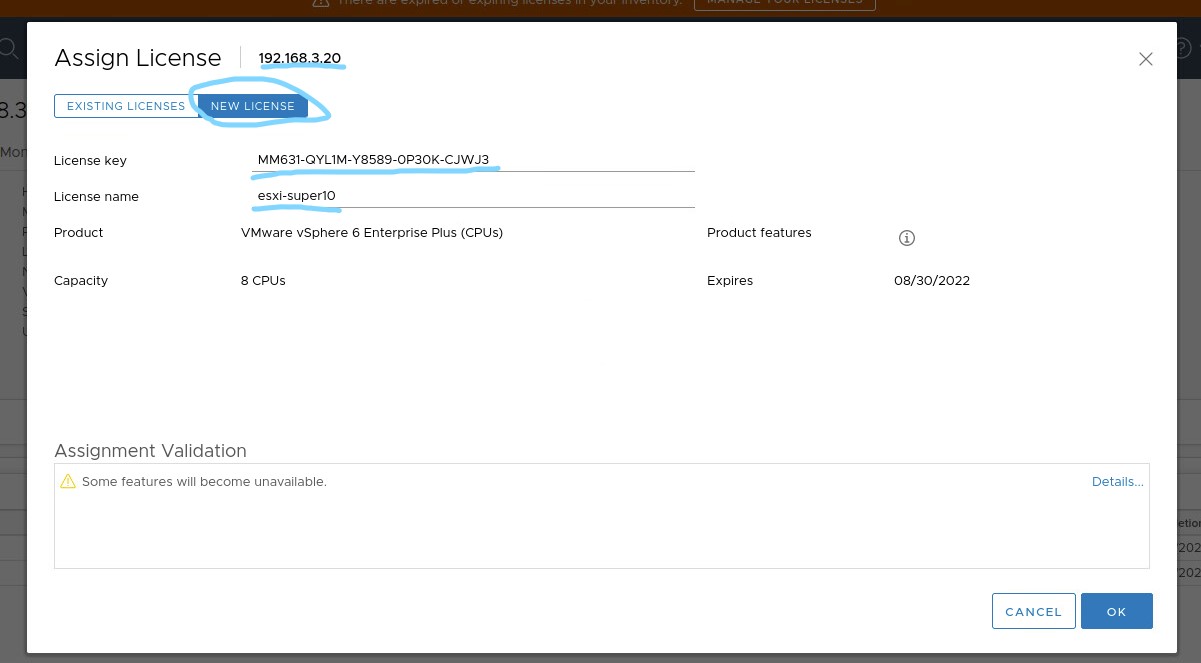 There are expired or expiring licenses in your inventory. MANAGE YOUR LICENSES
Assign License 192.168.3.20
EXISTING LICENSES NEW LICENSE
8.3
Mon
License key MM631-QYL1M-Y8589-0P30K-CJWJ3
License name esxi-super10
Product VMware vSphere 6 Enterprise Plus (CPUs) Product features
Capacity 8 CPUs Expires 08/30/2022
Assignment Validation
Some features will become unavailable. Details...
CANCEL OK